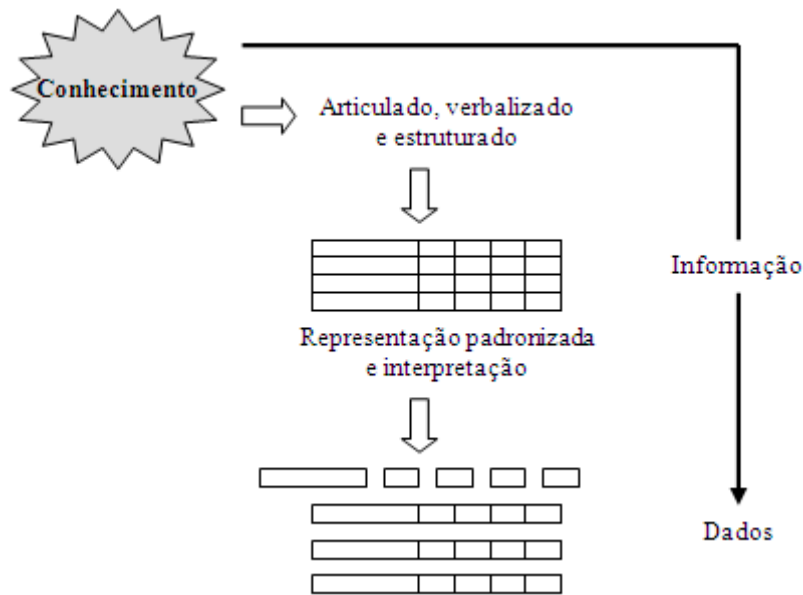 Conhecimento
Articulado, verbalizado
e estruturado
Informação
Representação padronizada
e interpretação
Dados